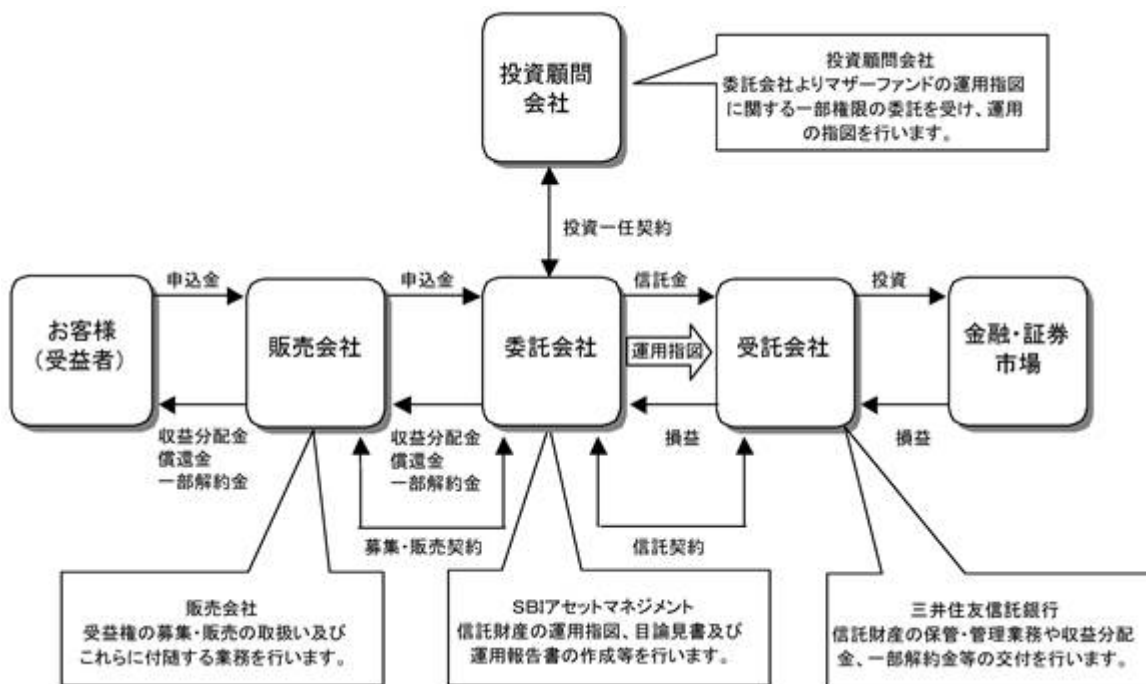 投資顧問
会社
投資顧問会社
委託会社よりマザーファンドの運用指図
に関する一部権限の委託を受け、運用
の指図を行います。
投資一任契約
申込金
申込金
信託金
投資
お客様
(受益者)
販売会社
委託会社
運用指図
受託会社
金融・証券
市場
収益分配金
償還金
一部解約金
収益分配金
償還金
一部解約金
損益
損益
募集・販売契約
信託契約
販売会社
受益権の募集・販売の取扱い及び
これらに付随する業務を行います。
SBIアセットマネジメント
信託財産の運用指図、目論見書及び
運用報告書の作成等を行います。
三井住友信託銀行
信託財産の保管・管理業務や収益分配
金、一部解約金等の交付を行います。